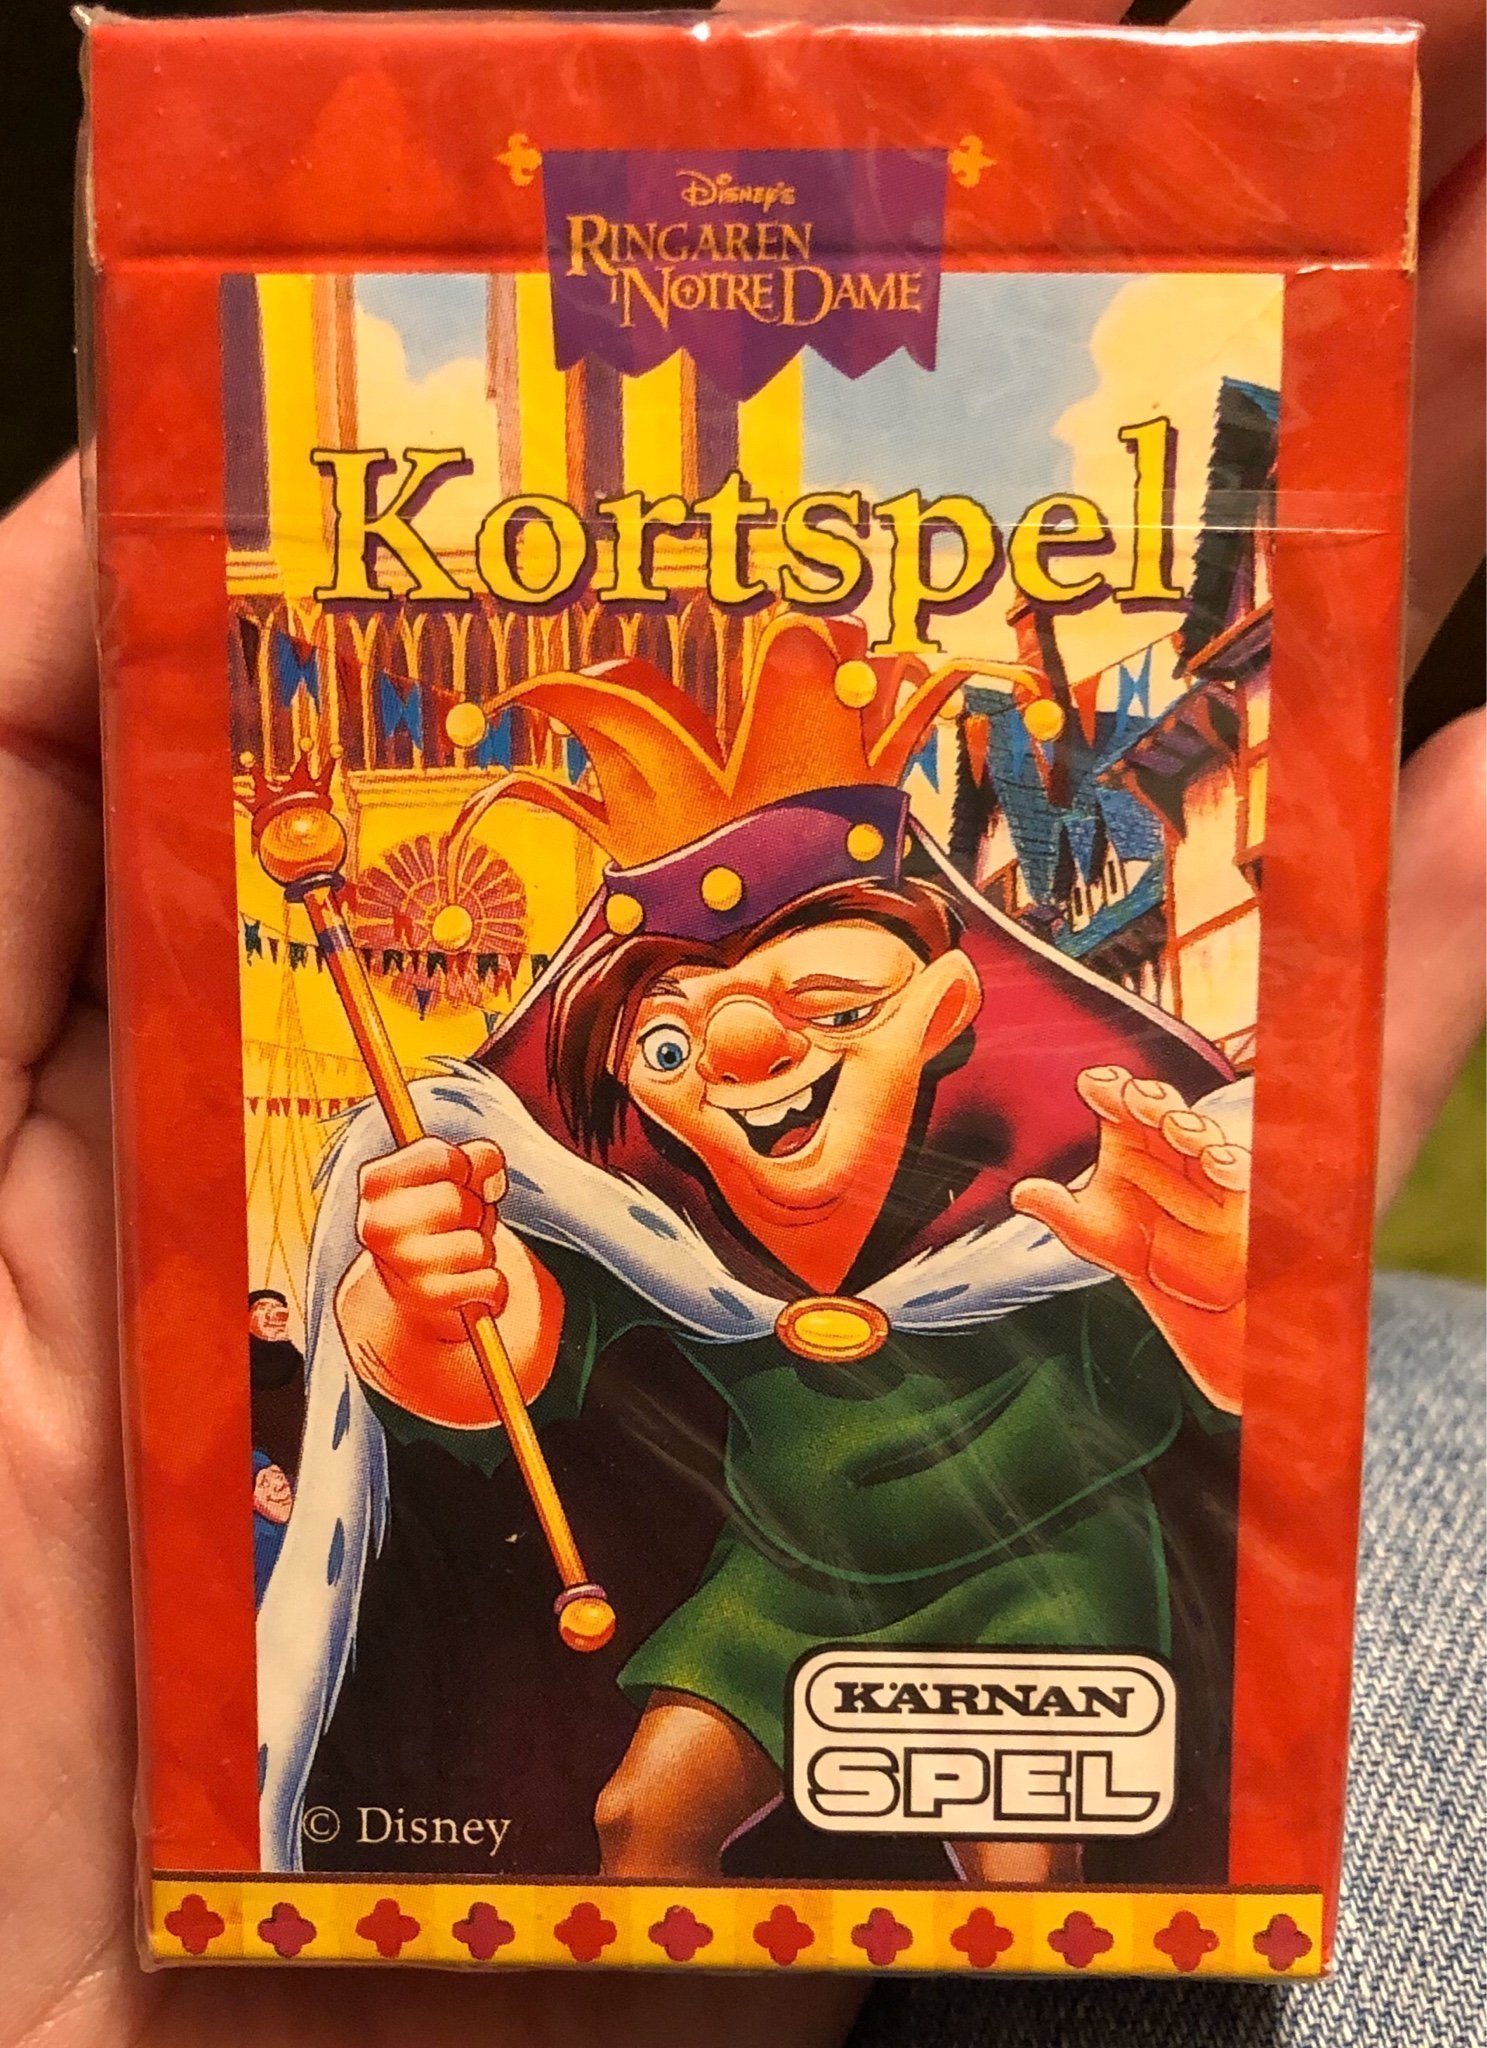 Disney's
RINGAREN
I NOTRE DAME
Kortspel
KÄRNAN
SPEL
© Disney